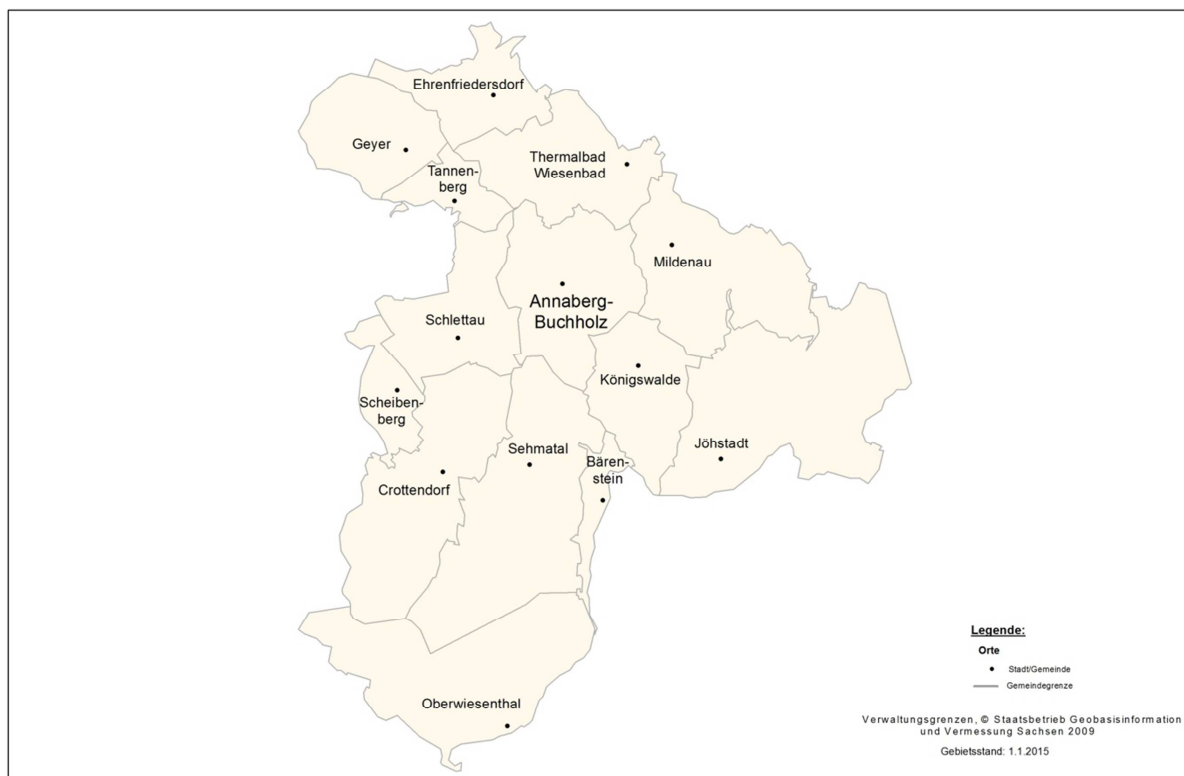 Ehrenfriedersdorf
Geyer
Thermalbad
Wiesenbad
Tannen-
berg
Mildenau
Annaberg-
Buchholz
Schlettau
Königswalde
Scheiben-
berg
Jöhstadt
Sehmatal
Bären-
stein
Crottendorf
Oberwiesenthal
Legende:
Orte
Stadt/Gemeinde
Gemeindegrenze
Verwaltungsgrenzen, © Staatsbetrieb Geobasisinformation
und Vermessung Sachsen 2009
Gebietsstand: 1.1.2015